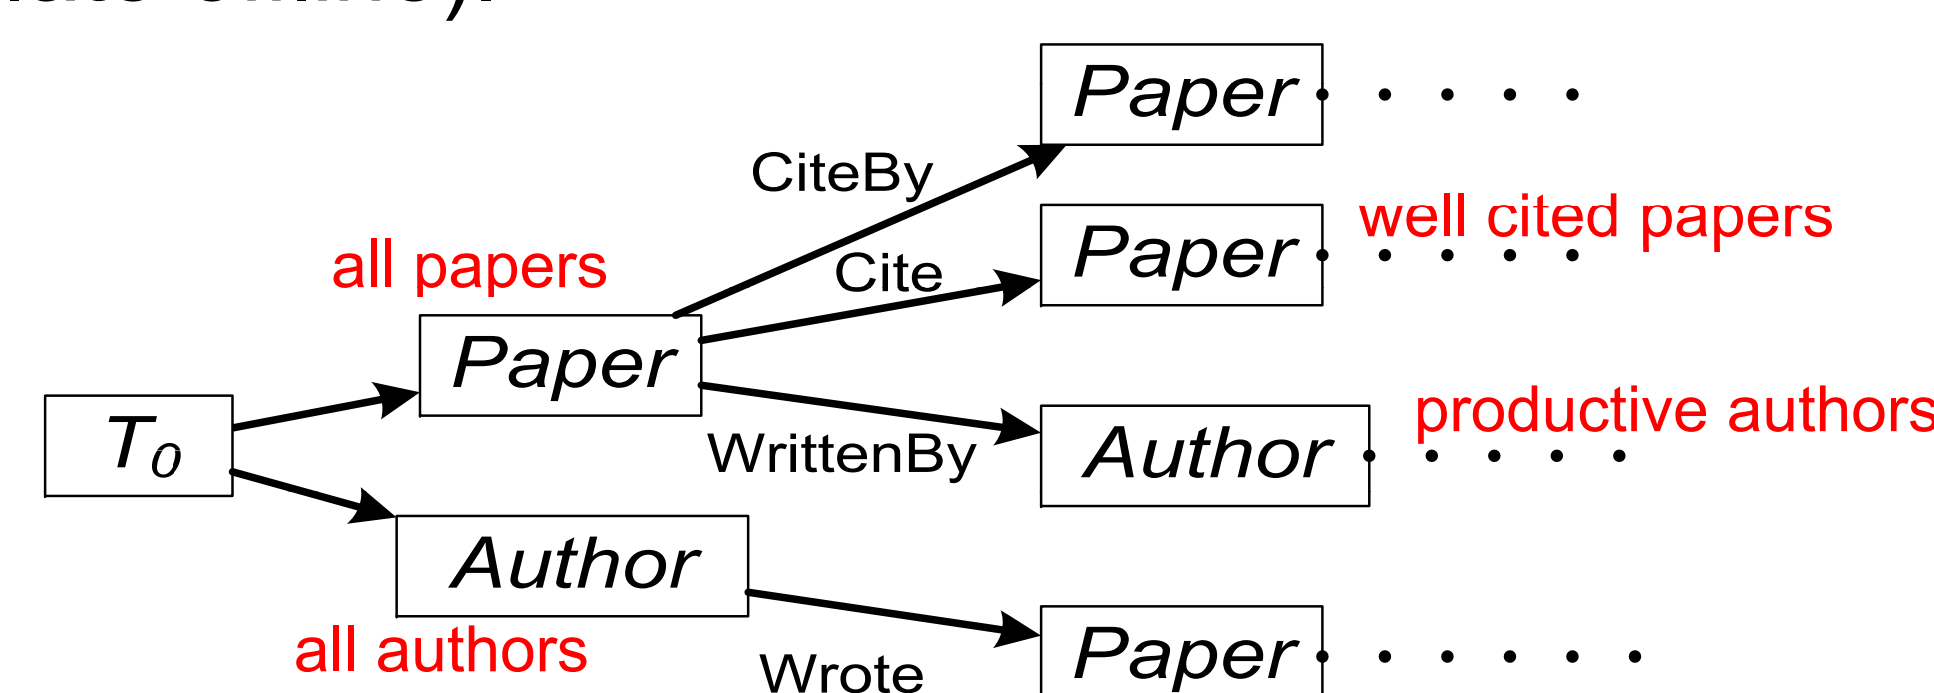 Paper
CiteBy
well cited papers
Paper
all papers
Cite
Paper
productive authors
T0
WrittenBy
Author
Author
all authors
Wrote
Paper